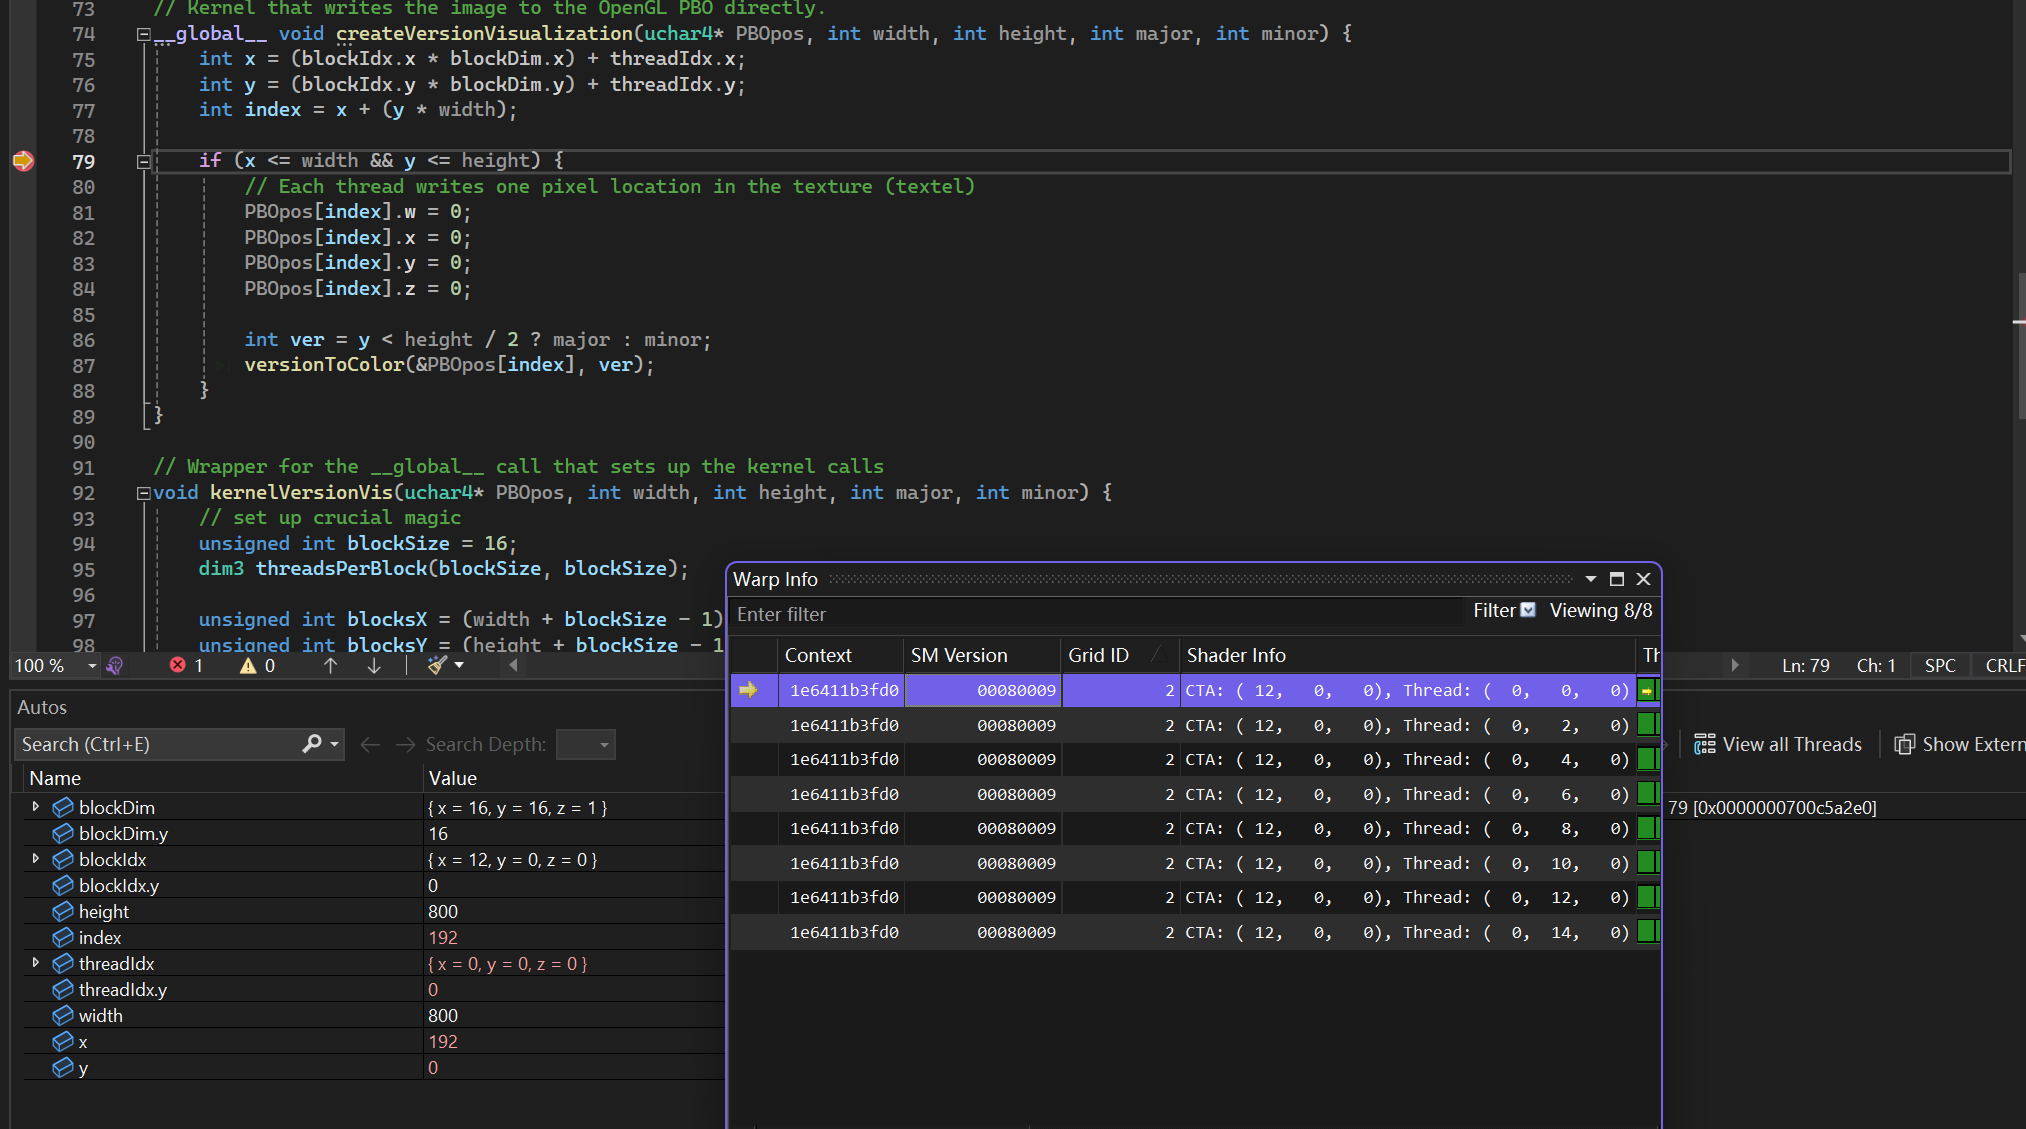 73 // Kernel that writes the image to the OpenGL PBO directly.
74 __global__ void createVersionVisualization(uchar4* PBOpos, int width, int height, int major, int minor) {
75 int x = (blockIdx.x * blockDim.x) + threadIdx.x;
76 int y = (blockIdx.y * blockDim.y) + threadIdx.y;
77 int index = x + (y * width);
78
79 if (x <= width && y <= height) {
80 // Each thread writes one pixel location in the texture (textel)
81 PBOpos[index].w = 0;
82 PBOpos[index].x = 0;
83 PBOpos[index].y = 0;
84 PBOpos[index].z = 0;
85
86 int ver = y < height / 2 ? major : minor;
87 versionToColor(&PBOpos[index], ver);
88 }
89 }
90
91 // Wrapper for the __global__ call that sets up the kernel calls
92 void kernelVersionVis(uchar4* PBOpos, int width, int height, int major, int minor) {
93 // set up crucial magic
94 unsigned int blockSize = 16;
95 dim3 threadsPerBlock(blockSize, blockSize);
96
97 unsigned int blocksX = (width + blockSize - 1)
98 unsigned int blocksY = (height + blockSize - 1
100 % 1 0 Ln: 79 Ch: 1 SPC CRLF
Autos
Search (Ctrl+E) Search Depth:
Name Value
blockDim { x = 16, y = 16, z = 1 }
blockDim.y 16
blockIdx { x = 12, y = 0, z = 0 }
blockIdx.y 0
height 800
index 192
threadIdx { x = 0, y = 0, z = 0 }
threadIdx.y 0
width 800
x 192
y 0
Warp Info
Enter filter Filter Viewing 8/8
Context SM Version Grid ID Shader Info Th
1e6411b3fd0 00080009 2 CTA: ( 12, 0, 0), Thread: ( 0, 0, 0)
1e6411b3fd0 00080009 2 CTA: ( 12, 0, 0), Thread: ( 0, 2, 0)
1e6411b3fd0 00080009 2 CTA: ( 12, 0, 0), Thread: ( 0, 4, 0)
1e6411b3fd0 00080009 2 CTA: ( 12, 0, 0), Thread: ( 0, 6, 0)
1e6411b3fd0 00080009 2 CTA: ( 12, 0, 0), Thread: ( 0, 8, 0)
1e6411b3fd0 00080009 2 CTA: ( 12, 0, 0), Thread: ( 0, 10, 0)
1e6411b3fd0 00080009 2 CTA: ( 12, 0, 0), Thread: ( 0, 12, 0)
1e6411b3fd0 00080009 2 CTA: ( 12, 0, 0), Thread: ( 0, 14, 0)
View all Threads Show Extern
79 [0x0000000700c5a2e0]